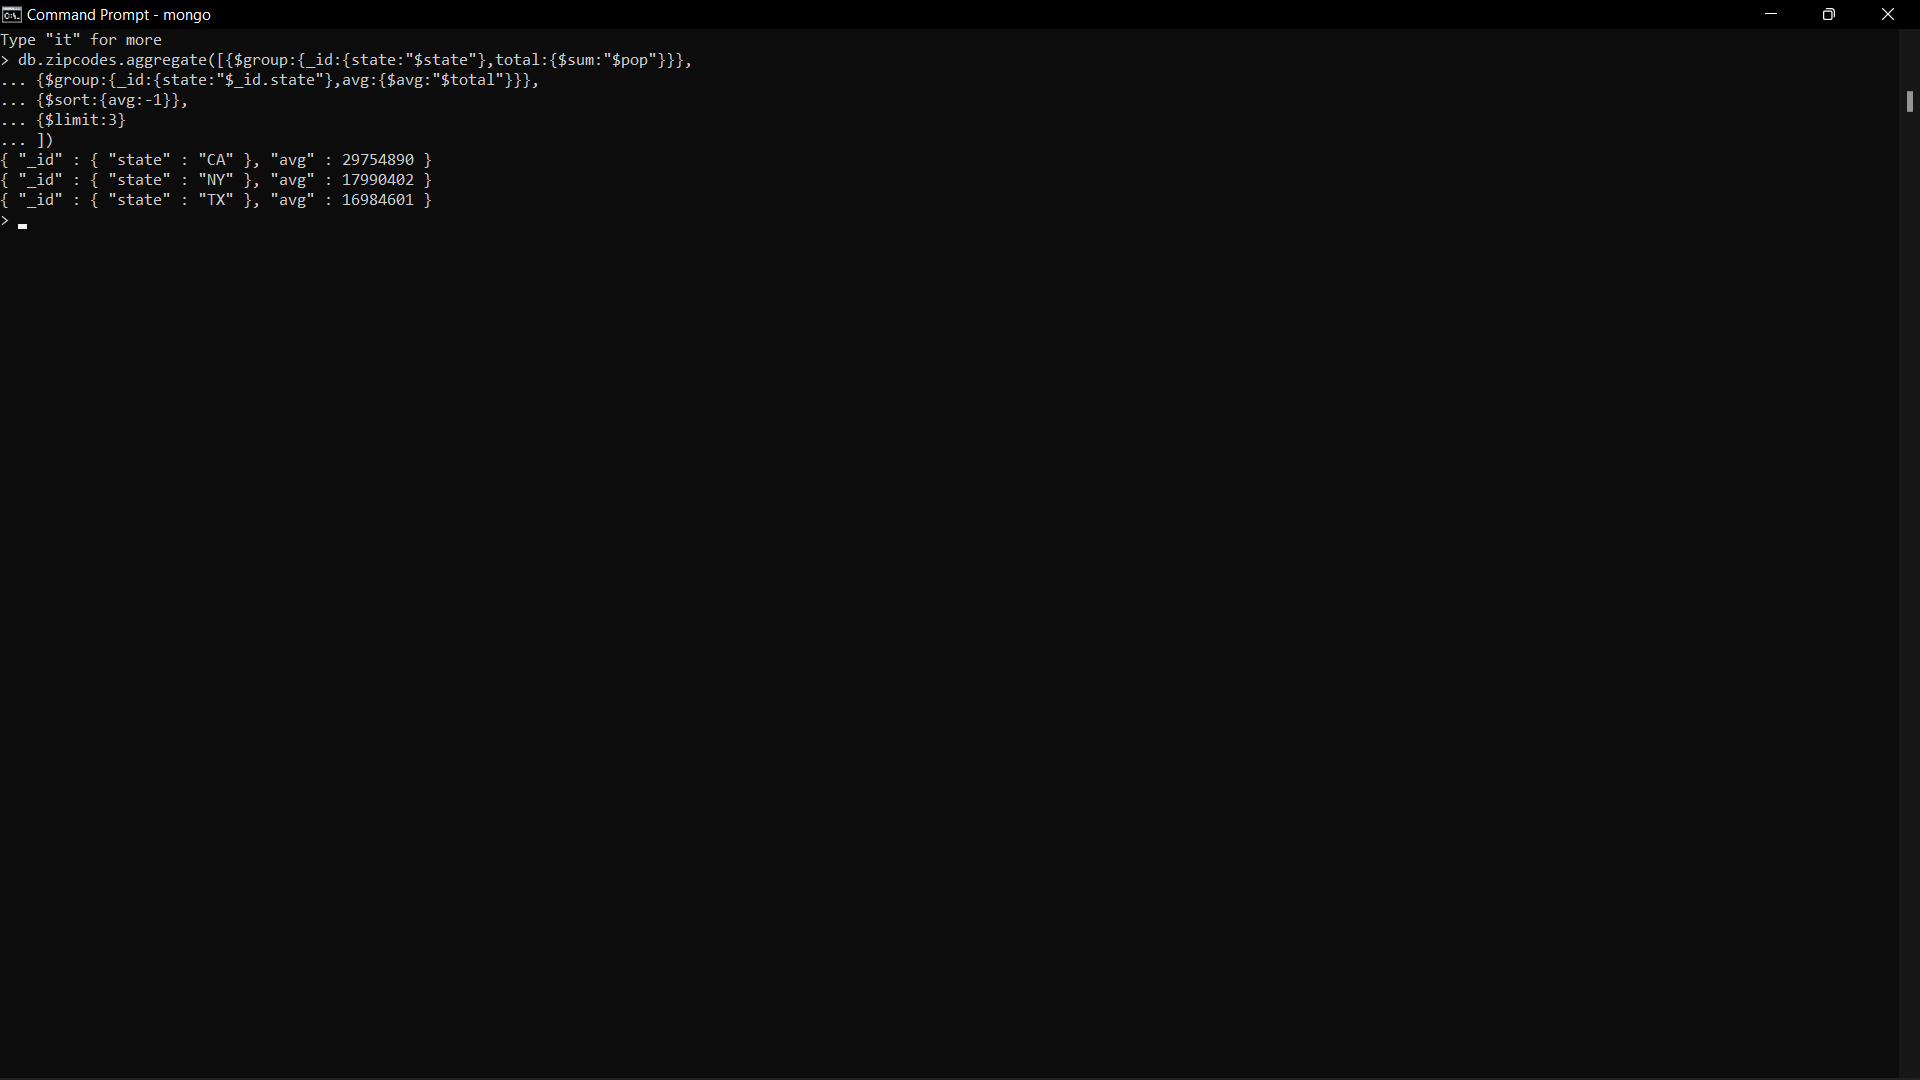 Command Prompt - mongo
Type "it" for more
> db.zipcodes.aggregate([{$group:{_id:{state:"$state"},total:{$sum:"$pop"}}},
... {$group:{_id:{state:"$_id.state"},avg:{$avg:"$total"}}},
... {$sort:{avg:-1}},
... {$limit:3}
... ])
{ "_id" : { "state" : "CA" }, "avg" : 29754890 }
{ "_id" : { "state" : "NY" }, "avg" : 17990402 }
{ "_id" : { "state" : "TX" }, "avg" : 16984601 }
>